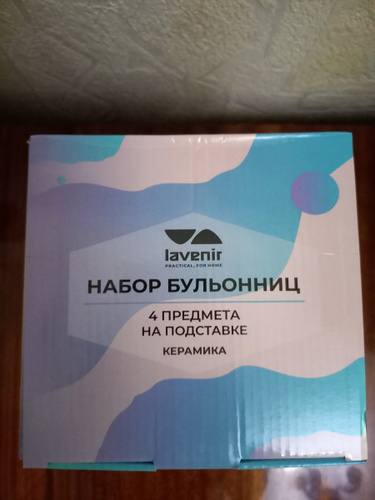 lavenir
PRACTICAL, FOR HOME
НАБОР БУЛЬОННИЦ
4 ПРЕДМЕТА
НА ПОДСТАВКЕ
КЕРАМИКА